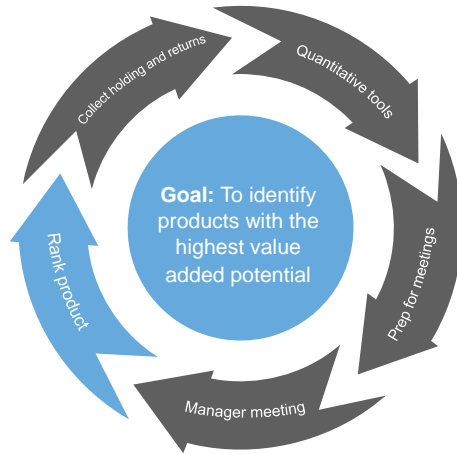 Collect holding and returns
Quantitative tools
Prep for meetings
Manager meeting
Rank product
Goal: To identify
products with the
highest value
added potential